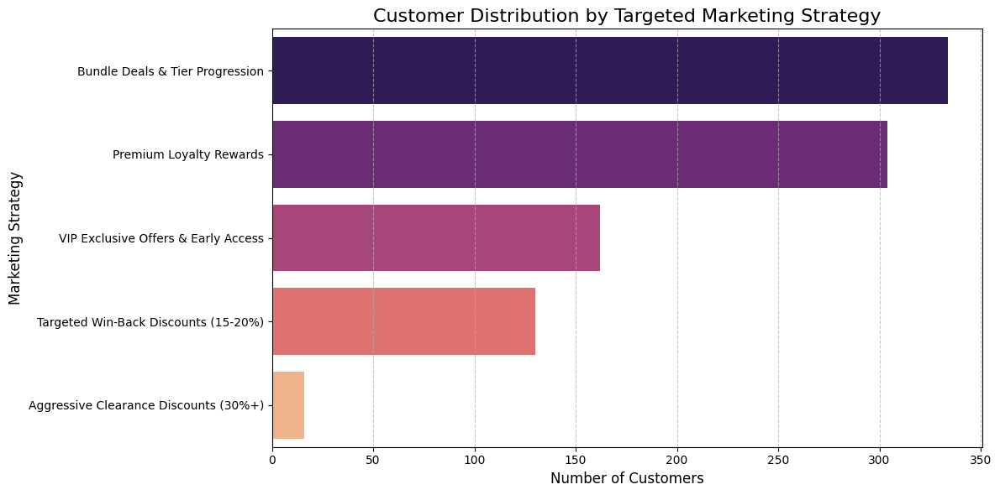 Customer Distribution by Targeted Marketing Strategy
Marketing Strategy
Bundle Deals & Tier Progression
Premium Loyalty Rewards
VIP Exclusive Offers & Early Access
Targeted Win-Back Discounts (15-20%)
Aggressive Clearance Discounts (30%+)
0 50 100 150 200 250 300 350
Number of Customers